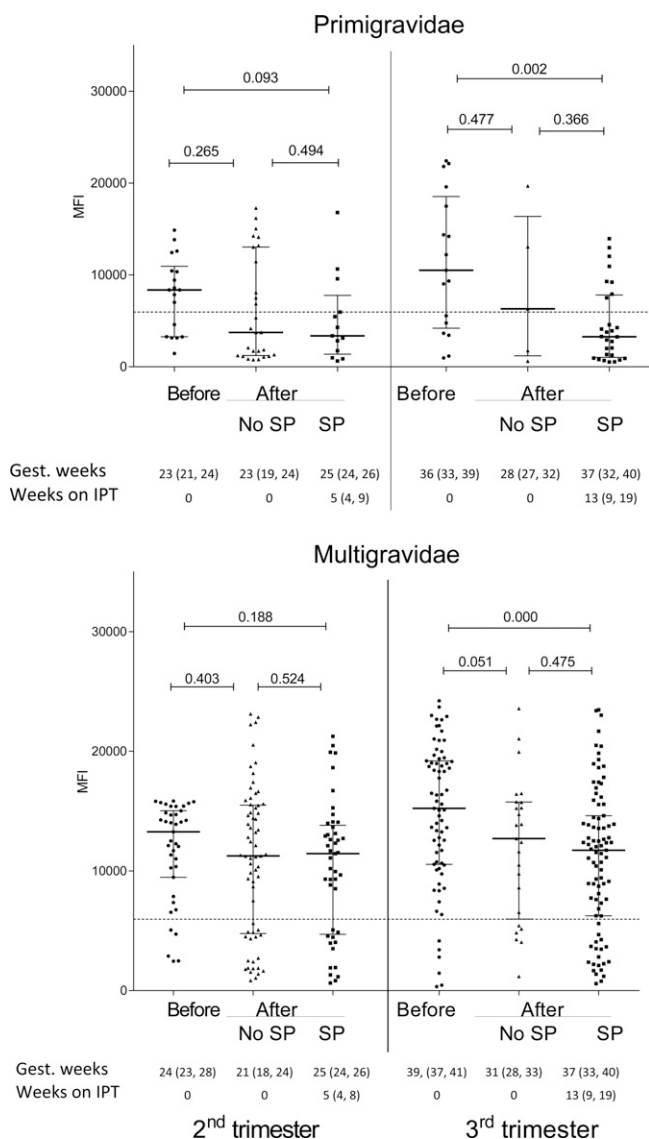 Primigravidae
30000
20000
10000
0
MFI
0.093
0.265
0.494
0.002
0.477
0.366
Before After Before After
No SP SP No SP SP
Gest. weeks 23 (21, 24) 23 (19, 24) 25 (24, 26) 36 (33, 39) 28 (27, 32) 37 (32, 40)
Weeks on IPT 0 0 5 (4, 9) 0 0 13 (9, 19)
Multigravidae
30000
20000
10000
0
MFI
0.188
0.403
0.524
0.000
0.051
0.475
Before After Before After
No SP SP No SP SP
Gest. weeks 24 (23, 28) 21 (18, 24) 25 (24, 26) 39, (37, 41) 31 (28, 33) 37 (33, 40)
Weeks on IPT 0 0 5 (4, 8) 0 0 13 (9, 19)
2nd trimester 3rd trimester